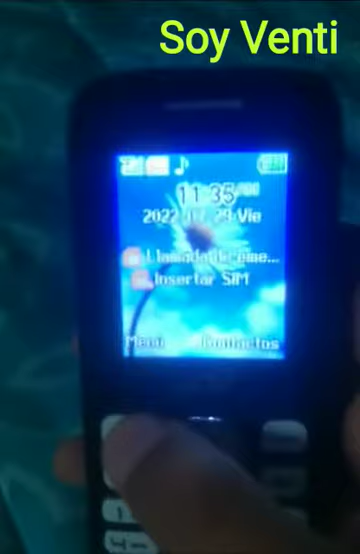 Soy Venti
11:35
2022 07 29 Vie
Llamada de eme...
Insertar SIM
Menú Contactos